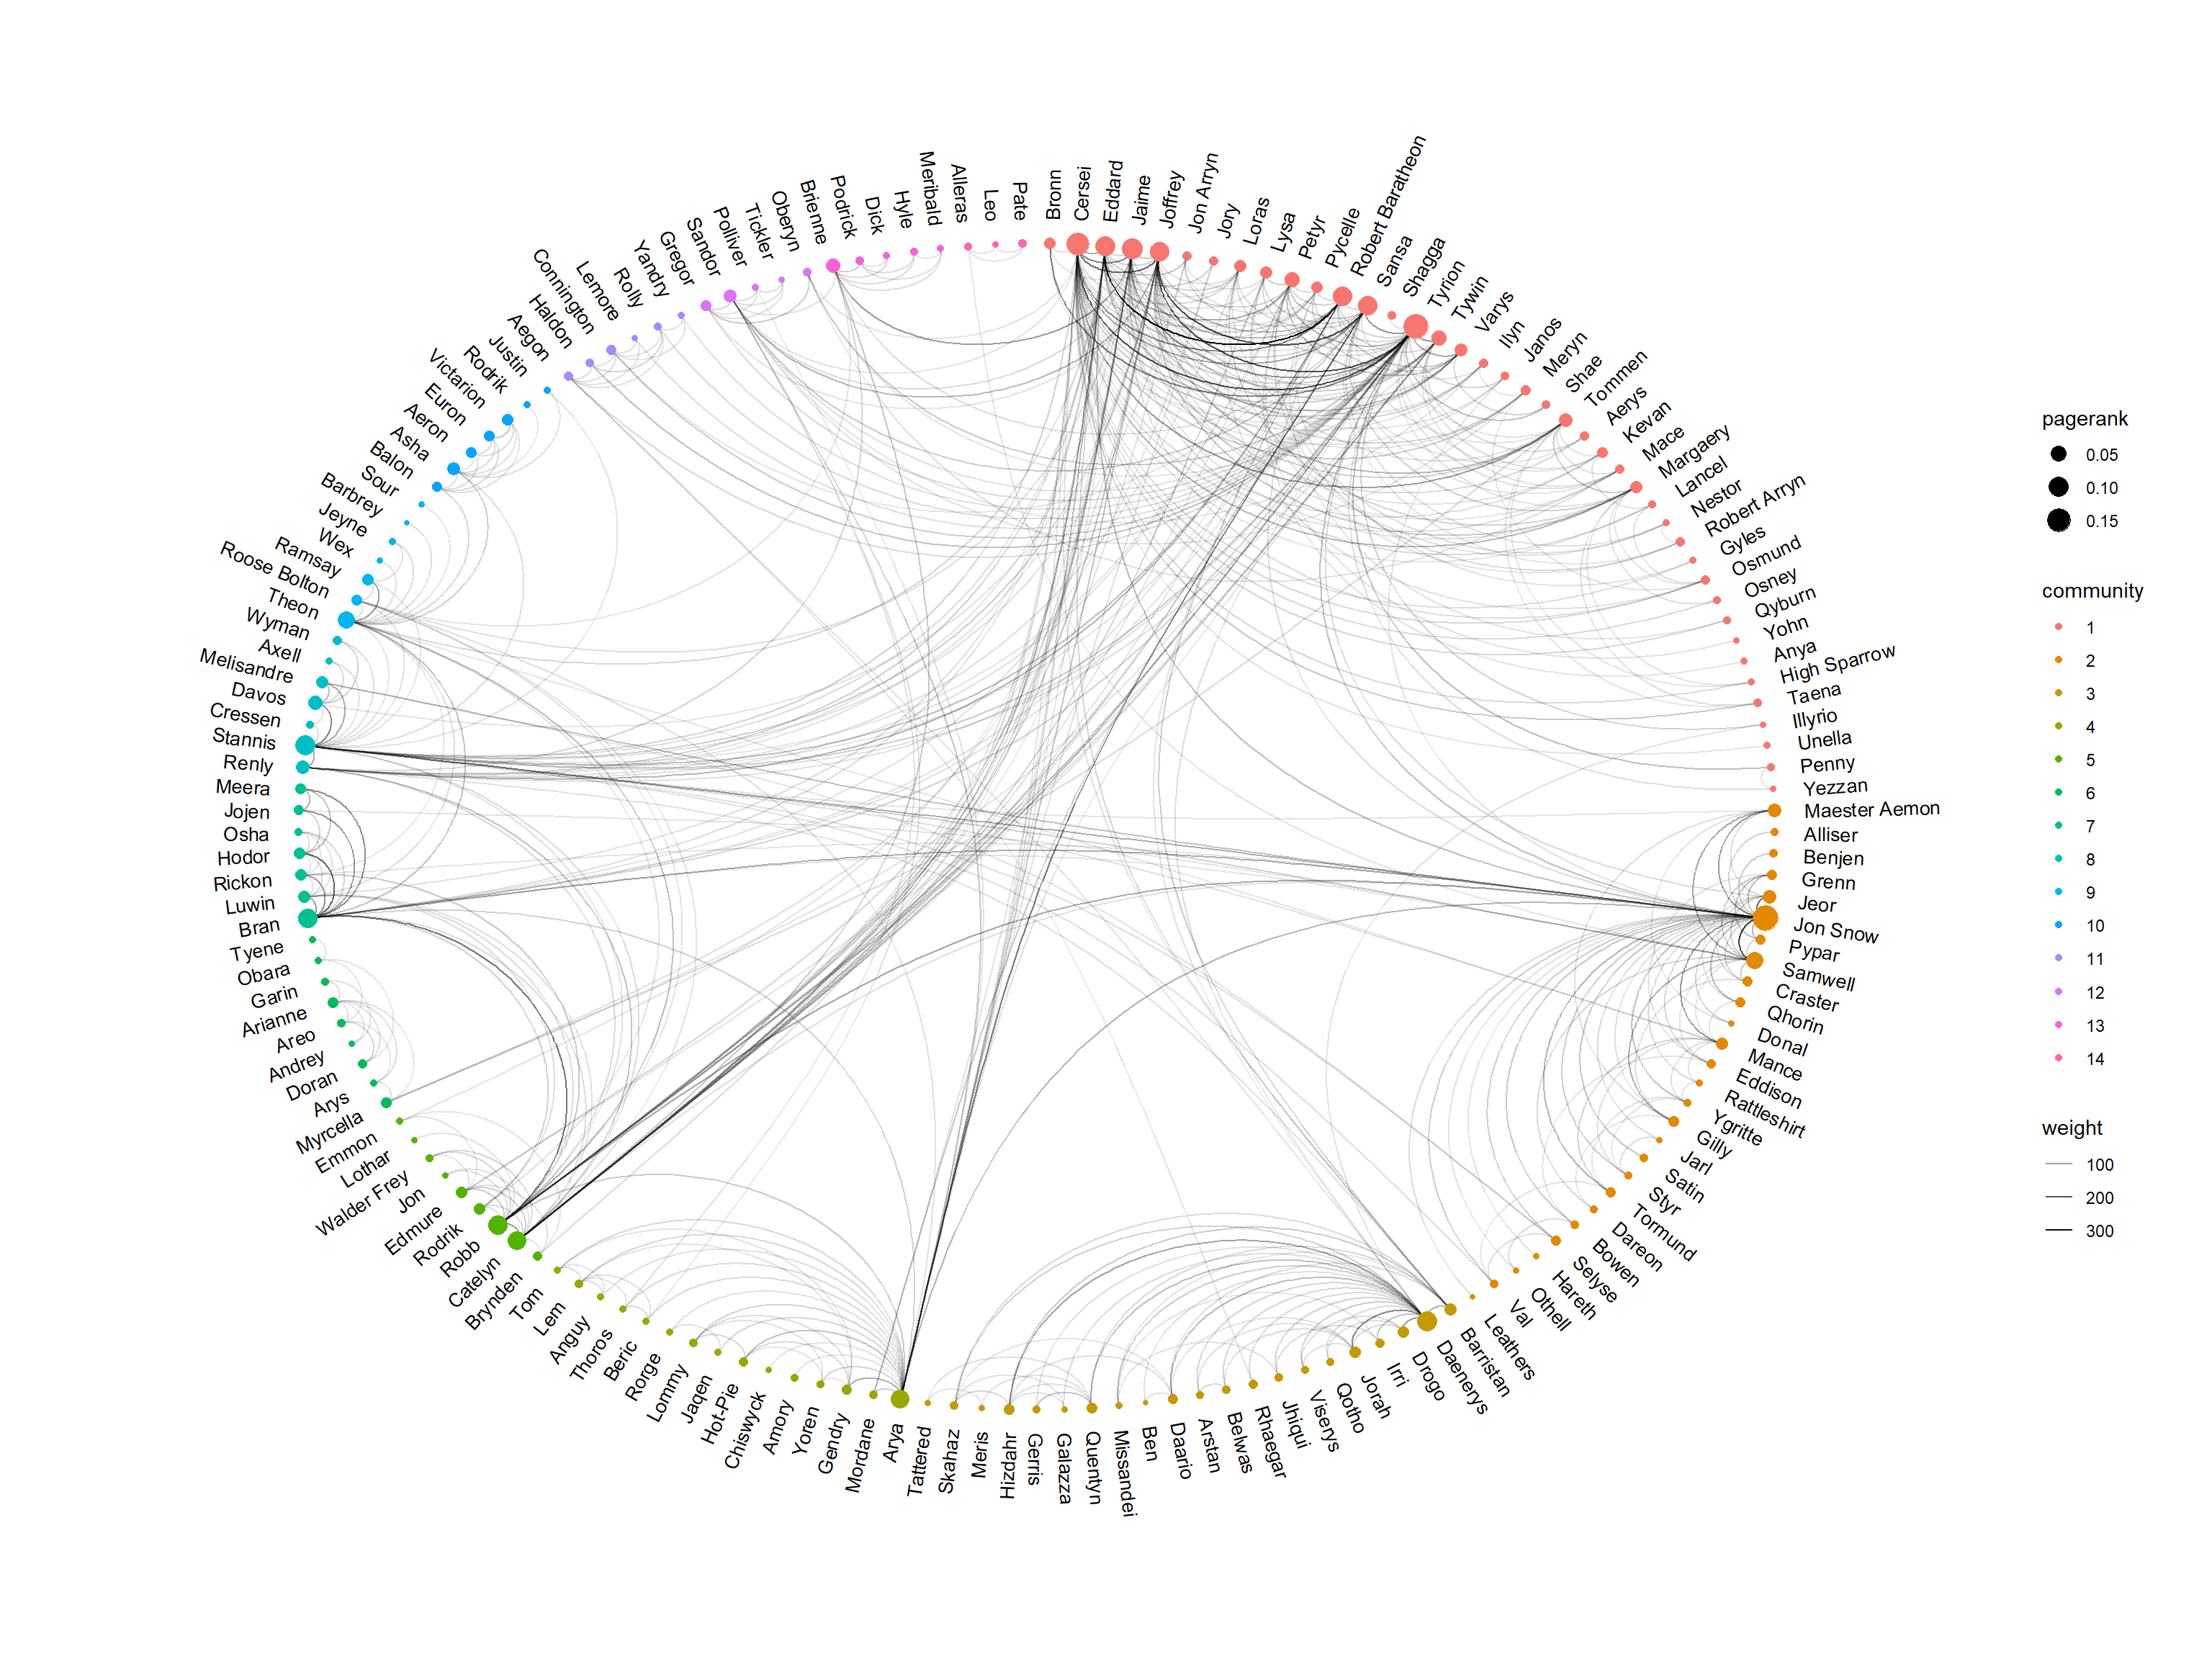 Bronn
Cersei
Eddard
Jaime
Joffrey
Jon Arryn
Jory
Loras
Lysa
Petyr
Pycelle
Robert Baratheon
Sansa
Shagga
Tyrion
Tywin
Varys
Ilyn
Janos
Meryn
Shae
Tommen
Aerys
Kevan
Mace
Margaery
Lancel
Nestor
Robert Arryn
Gyles
Osmund
Osney
Qyburn
Yohn
Anya
High Sparrow
Taena
Illyrio
Unella
Penny
Yezzan
Maester Aemon
Alliser
Benjen
Grenn
Jeor
Jon Snow
Pypar
Samwell
Craster
Qhorin
Donal
Mance
Eddison
Rattleshirt
Ygritte
Gilly
Jarl
Satin
Styr
Tormund
Dareon
Bowen
Selyse
Hareth
Othell
Val
Leathers
Barristan
Daenerys
Drogo
Irri
Jorah
Qotho
Viserys
Jhiqui
Rhaegar
Belwas
Arstan
Daario
Ben
Missandei
Quentyn
Galazza
Gerris
Hizdahr
Meris
Skahaz
Tattered
Arya
Mordane
Gendry
Yoren
Amory
Chiswyck
Hot-Pie
Jaqen
Lommy
Rorge
Beric
Thoros
Anguy
Lem
Tom
Brynden
Catelyn
Robb
Rodrik
Edmure
Jon
Walder Frey
Lothar
Emmon
Myrcella
Arys
Doran
Andrey
Areo
Arianne
Garin
Obara
Tyene
Bran
Luwin
Rickon
Hodor
Osha
Jojen
Meera
Renly
Stannis
Cressen
Davos
Melisandre
Axell
Wyman
Theon
Roose Bolton
Ramsay
Wex
Jeyne
Barbrey
Sour
Balon
Asha
Aeron
Euron
Victarion
Rodrik
Justin
Aegon
Haldon
Connington
Lemore
Rolly
Yandry
Gregor
Sandor
Polliver
Tickler
Oberyn
Brienne
Podrick
Dick
Hyle
Meribald
Alleras
Leo
Pate
pagerank
0.05
0.10
0.15
community
1
2
3
4
5
6
7
8
9
10
11
12
13
14
weight
100
200
300